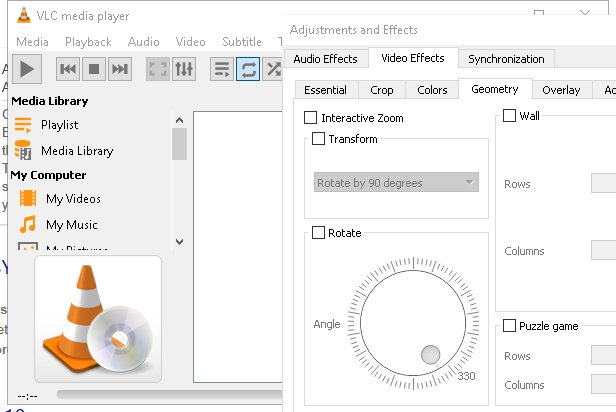 VLC media player
Media Playback Audio Video Subtitle
Media Library
Playlist
Media Library
My Computer
My Videos
My Music
My Pictures
--:--
Adjustments and Effects
Audio Effects Video Effects Synchronization
Essential Crop Colors Geometry Overlay
Interactive Zoom
Transform
Rotate by 90 degrees
Rotate
Angle
330
Wall
Rows
Columns
Puzzle game
Rows
Columns